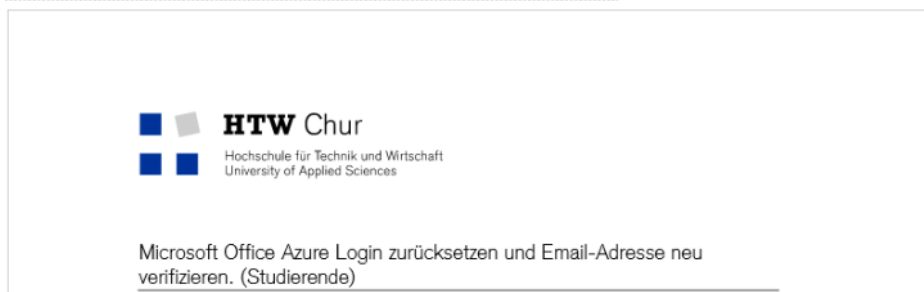 HTW Chur
Hochschule für Technik und Wirtschaft
University of Applied Sciences
Microsoft Office Azure Login zurücksetzen und Email-Adresse neu
verifizieren. (Studierende)